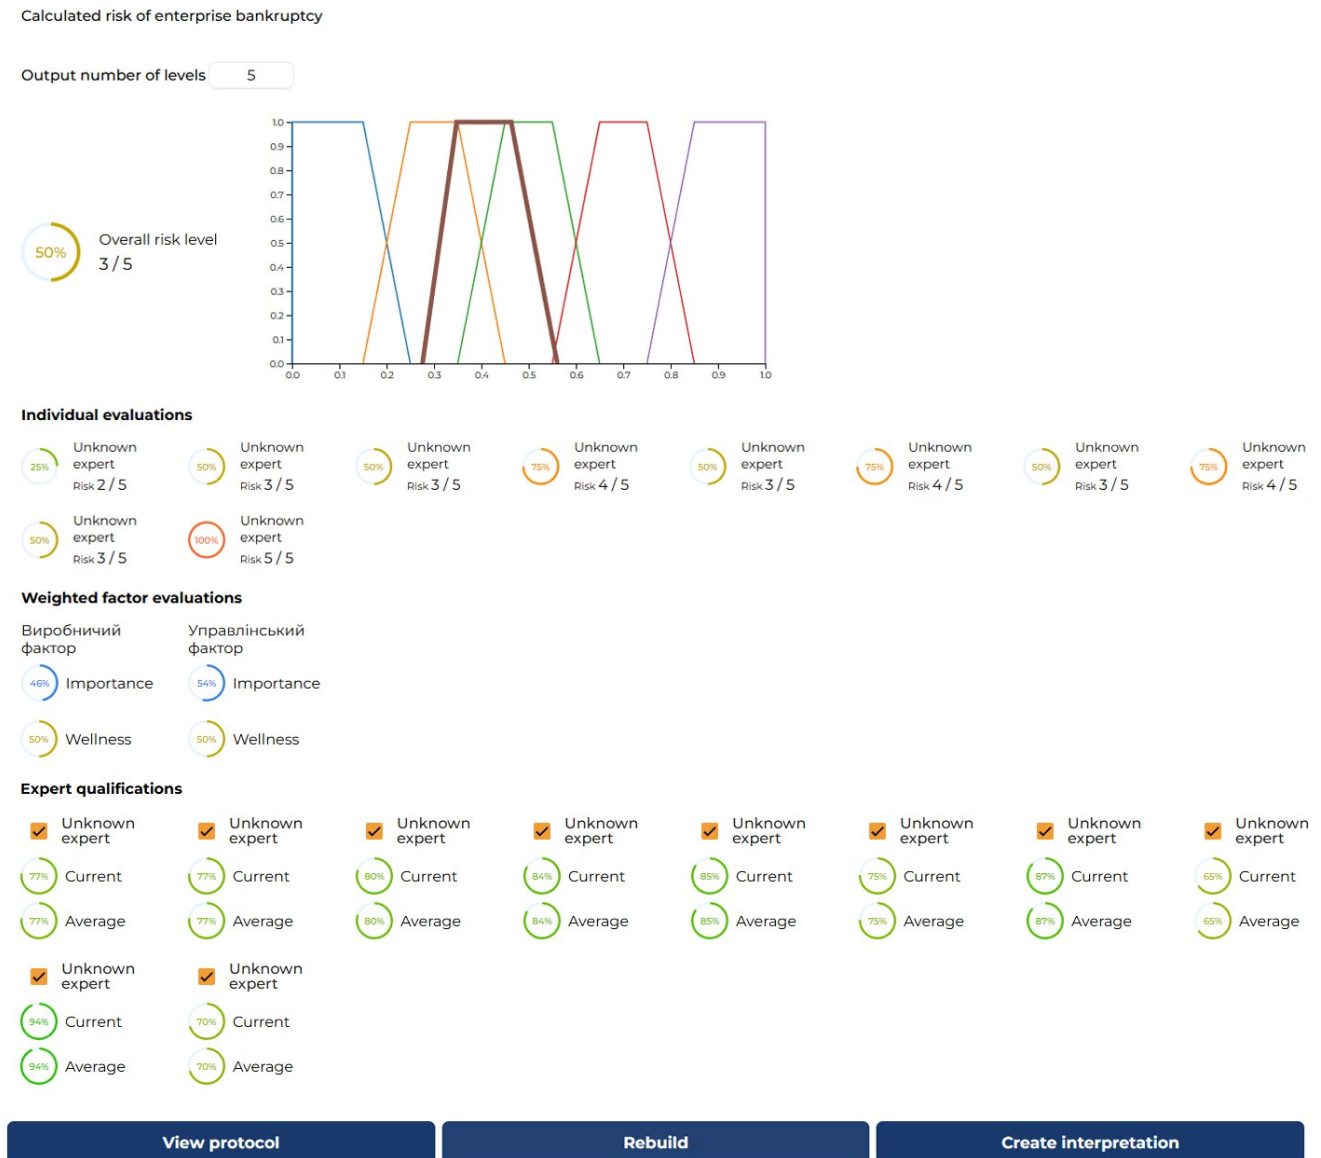 Calculated risk of enterprise bankruptcy
Output number of levels 5
1.0
0.9
0.8
0.7
0.6
0.5
0.4
0.3
0.2
0.1
0.0
0.0 0.1 0.2 0.3 0.4 0.5 0.6 0.7 0.8 0.9 1.0
50%
Overall risk level
3 / 5
Individual evaluations
25% Unknown expert Risk 2 / 5
50% Unknown expert Risk 3 / 5
50% Unknown expert Risk 3 / 5
75% Unknown expert Risk 4 / 5
50% Unknown expert Risk 3 / 5
75% Unknown expert Risk 4 / 5
50% Unknown expert Risk 3 / 5
75% Unknown expert Risk 4 / 5
50% Unknown expert Risk 3 / 5
100% Unknown expert Risk 5 / 5
Weighted factor evaluations
Виробничий Управлінський
фактор фактор
46% Importance 54% Importance
50% Wellness 50% Wellness
Expert qualifications
Unknown Unknown Unknown Unknown Unknown Unknown Unknown Unknown
expert expert expert expert expert expert expert expert
77% Current 77% Current 80% Current 84% Current 85% Current 75% Current 87% Current 65% Current
77% Average 77% Average 80% Average 84% Average 85% Average 75% Average 87% Average 65% Average
Unknown Unknown
expert expert
94% Current 70% Current
94% Average 70% Average
View protocol Rebuild Create interpretation